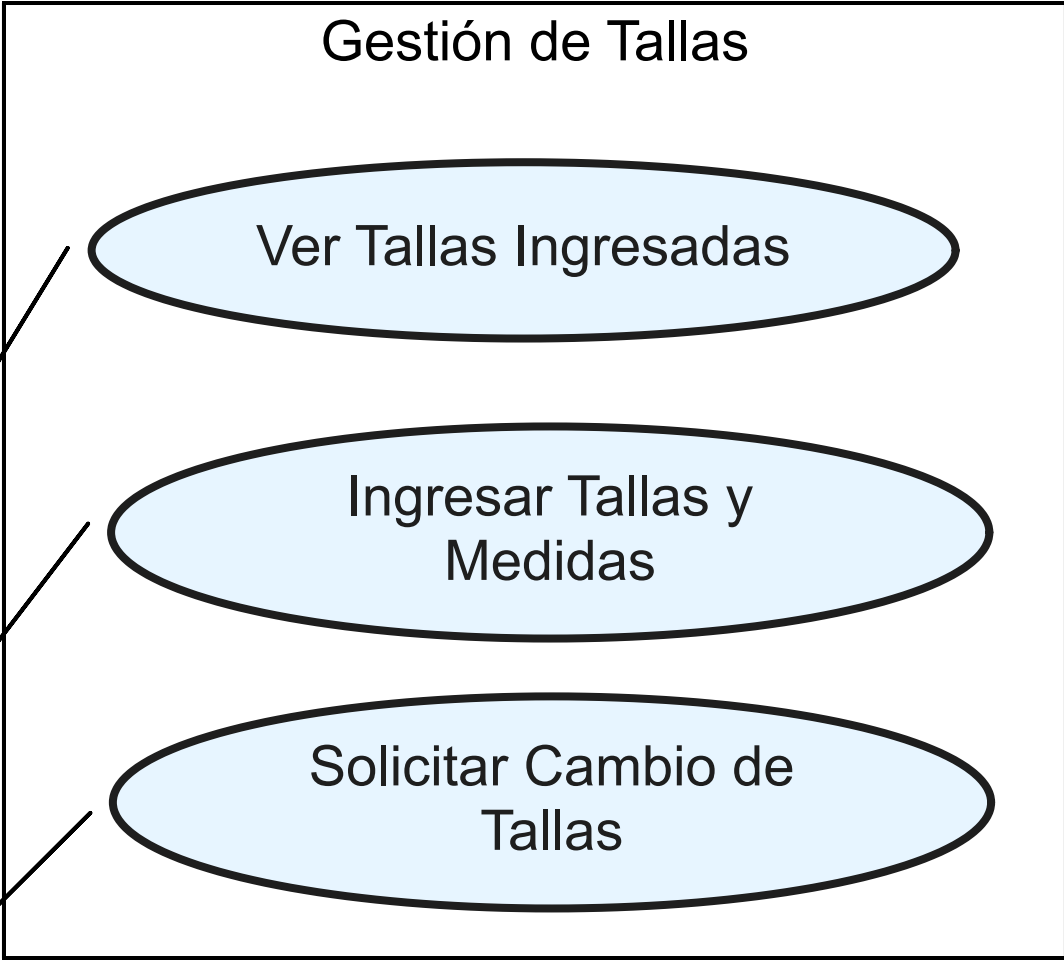 Gestión de Tallas
Ver Tallas Ingresadas
Ingresar Tallas y
Medidas
Solicitar Cambio de
Tallas